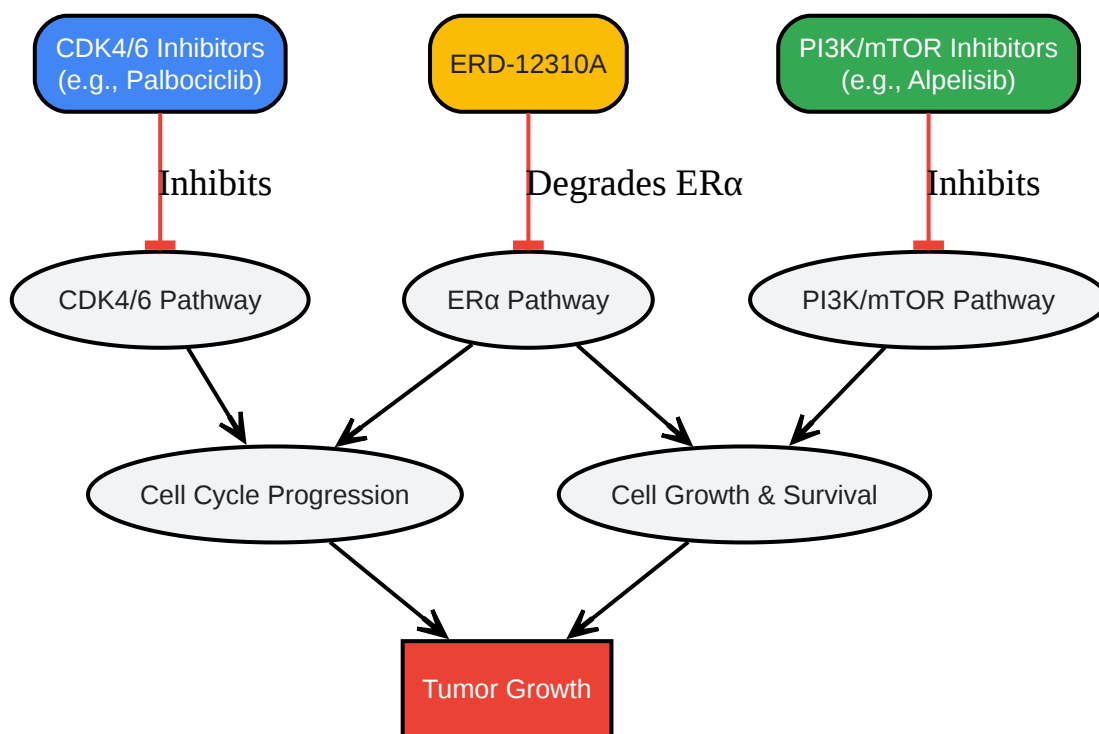 CDK4/6 Inhibitors
(e.g., Palbociclib)
ERD-12310A
PI3K/mTOR Inhibitors
(e.g., Alpelisib)
Inhibits
Degrades ERα
Inhibits
CDK4/6 Pathway
ERα Pathway
PI3K/mTOR Pathway
Cell Cycle Progression
Cell Growth & Survival
Tumor Growth